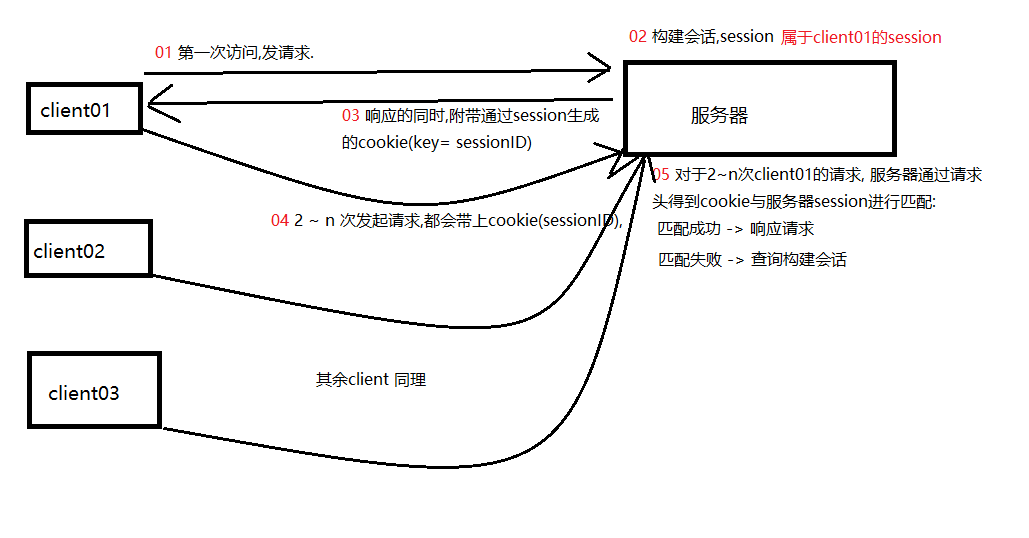 01 第一次访问,发请求.
02 构建会话,session 属于client01的session
client01
服务器
03 响应的同时,附带通过session生成
的cookie(key= sessionID)
04 2 ~ n 次发起请求,都会带上cookie(sessionID),
05 对于2~n次client01的请求, 服务器通过请求
头得到cookie与服务器session进行匹配:
匹配成功 -> 响应请求
匹配失败 -> 查询构建会话
client02
其余client 同理
client03